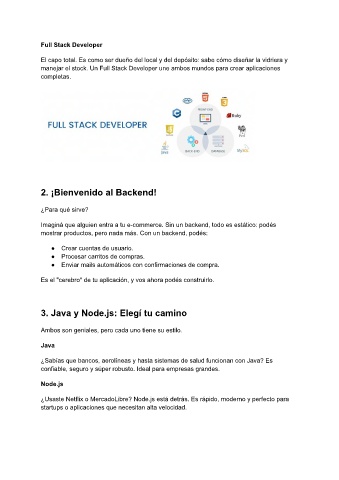 Full Stack Developer
El capo total. Es como ser dueño del local y del depósito: sabe cómo diseñar la vidriera y
manejar el stock. Un Full Stack Developer une ambos mundos para crear aplicaciones
completas.
FULL STACK DEVELOPER
Ruby
2. ¡Bienvenido al Backend!
¿Para qué sirve?
Imaginá que alguien entra a tu e-commerce. Sin un backend, todo es estático: podés
mostrar productos, pero nada más. Con un backend, podés:
● Crear cuentas de usuario.
● Procesar carritos de compras.
● Enviar mails automáticos con confirmaciones de compra.
Es el "cerebro" de tu aplicación, y vos ahora podés construirlo.
3. Java y Node.js: Elegí tu camino
Ambos son geniales, pero cada uno tiene su estilo.
Java
¿Sabías que bancos, aerolíneas y hasta sistemas de salud funcionan con Java? Es
confiable, seguro y súper robusto. Ideal para empresas grandes.
Node.js
¿Usaste Netflix o MercadoLibre? Node.js está detrás. Es rápido, moderno y perfecto para
startups o aplicaciones que necesitan alta velocidad.